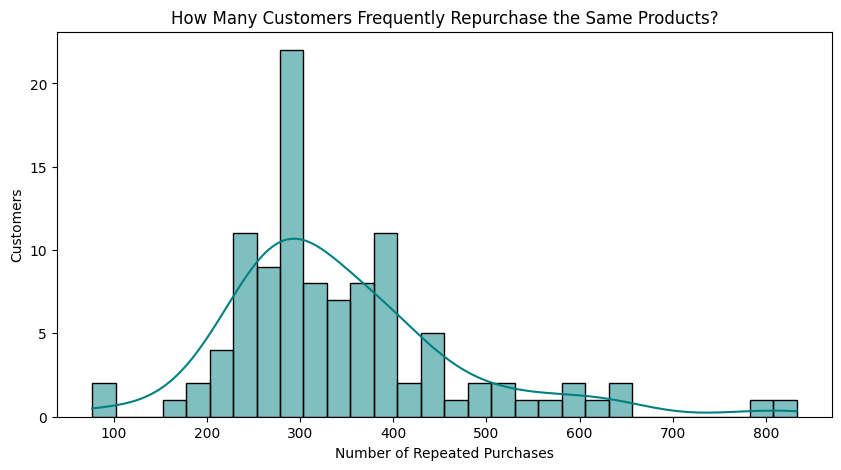 How Many Customers Frequently Repurchase the Same Products?
20
15
10
5
0
Customers
100 200 300 400 500 600 700 800
Number of Repeated Purchases